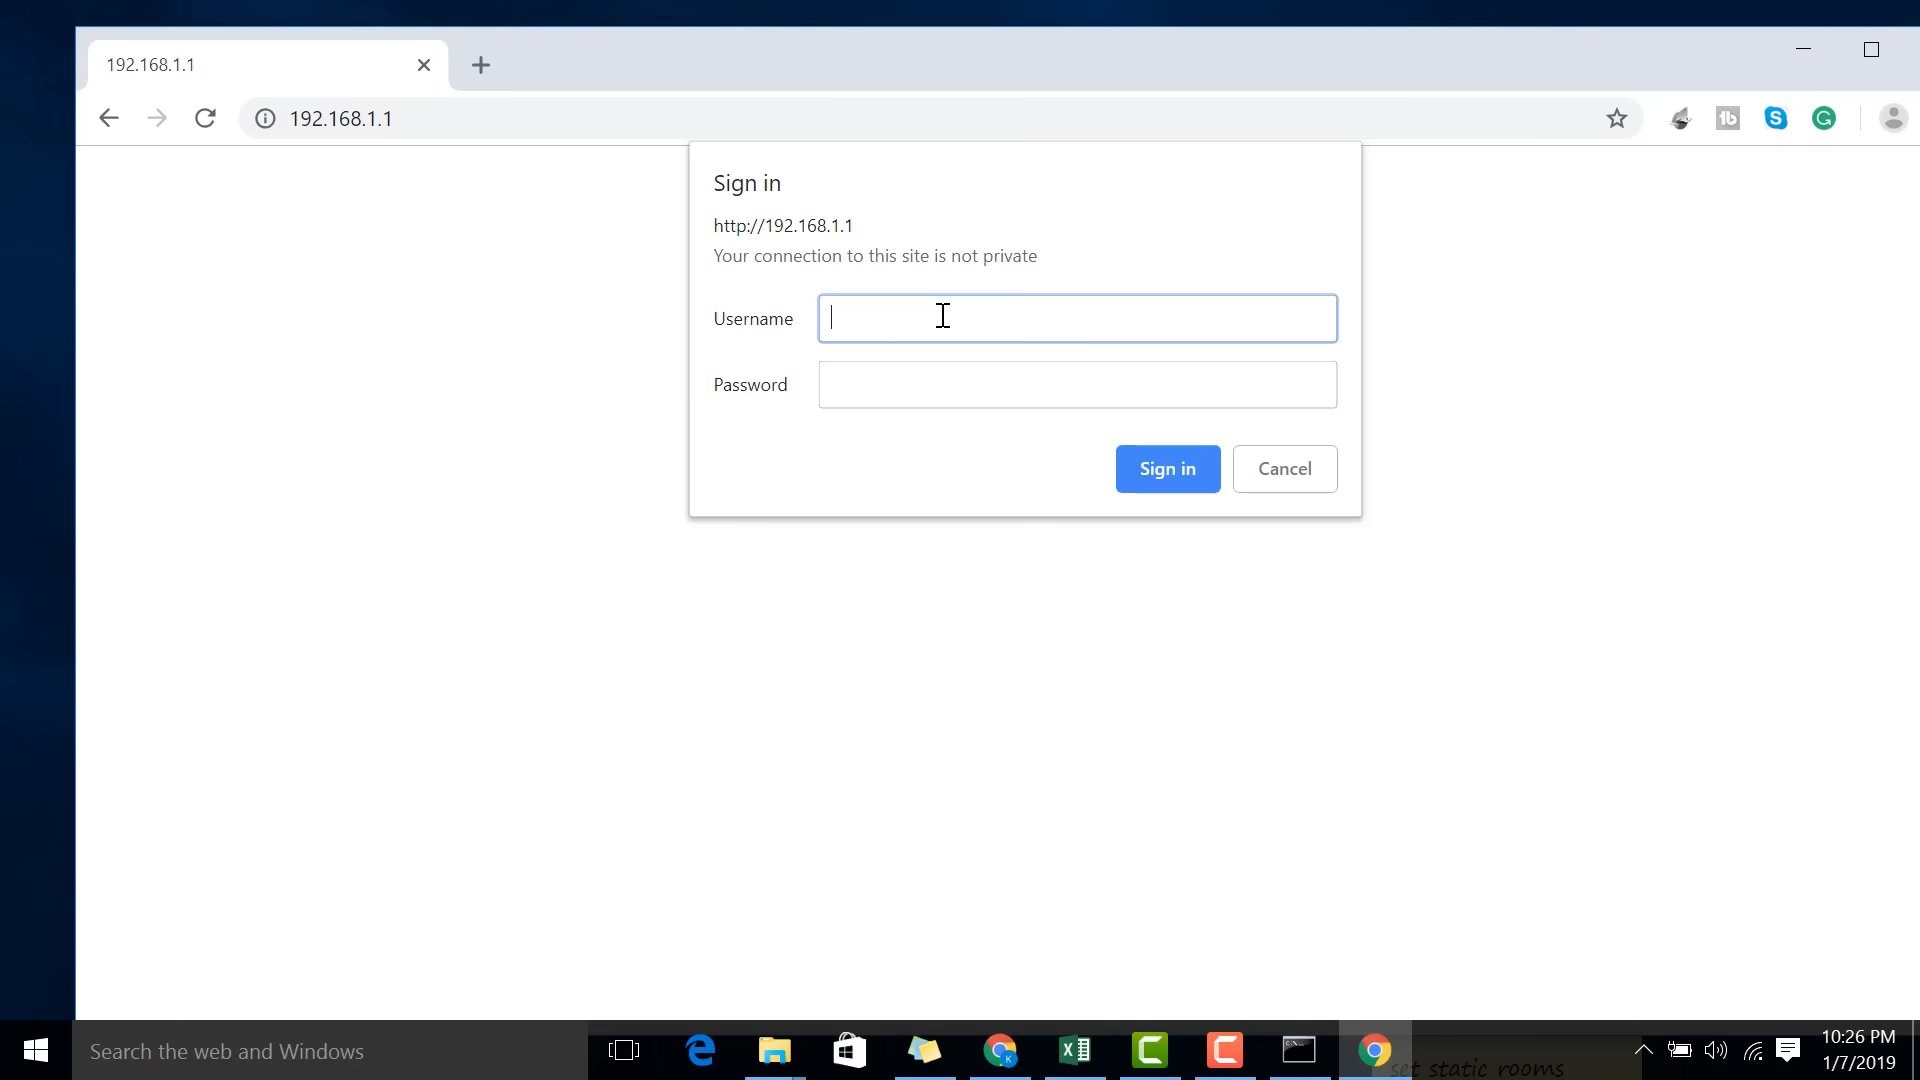 192.168.1.1
192.168.1.1
Sign in
http://192.168.1.1
Your connection to this site is not private
Username
Password
Sign in
Cancel
Search the web and Windows
set static rooms
10:26 PM
1/7/2019